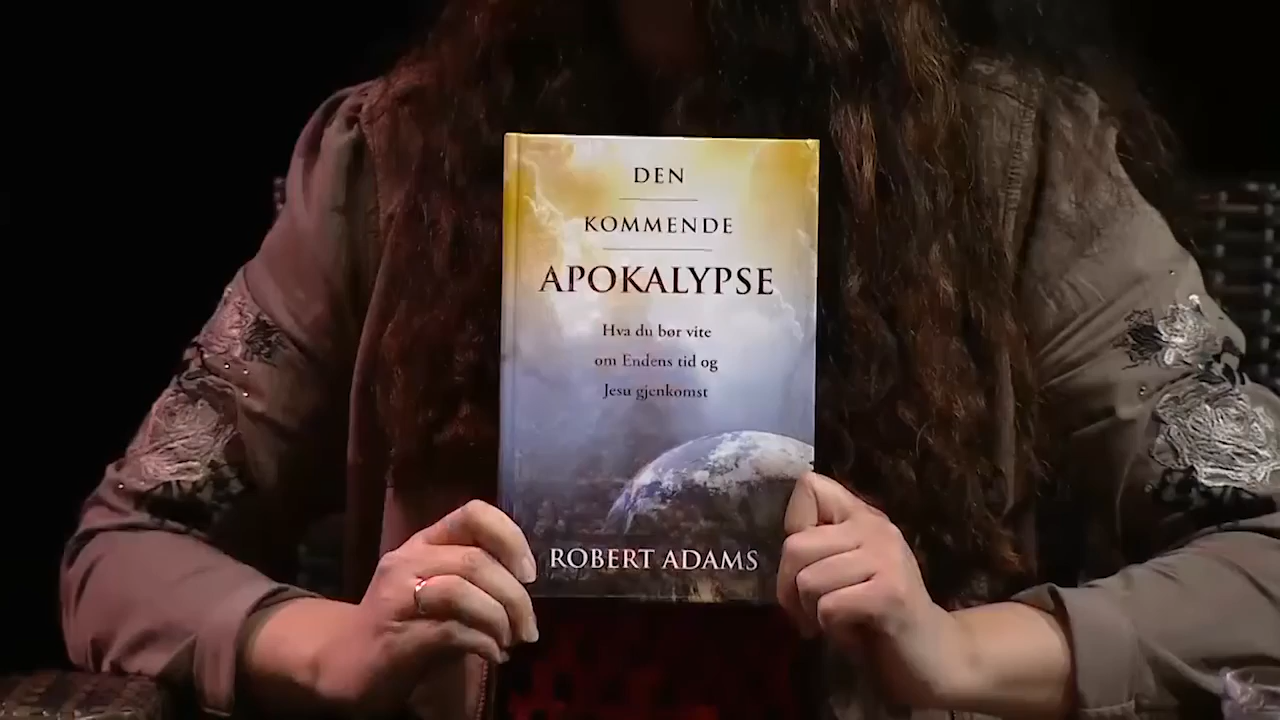 DEN
KOMMENDE
APOKALYPSE
Hva du bør vite
om Endens tid og
Jesu gjenkomst
ROBERT ADAMS